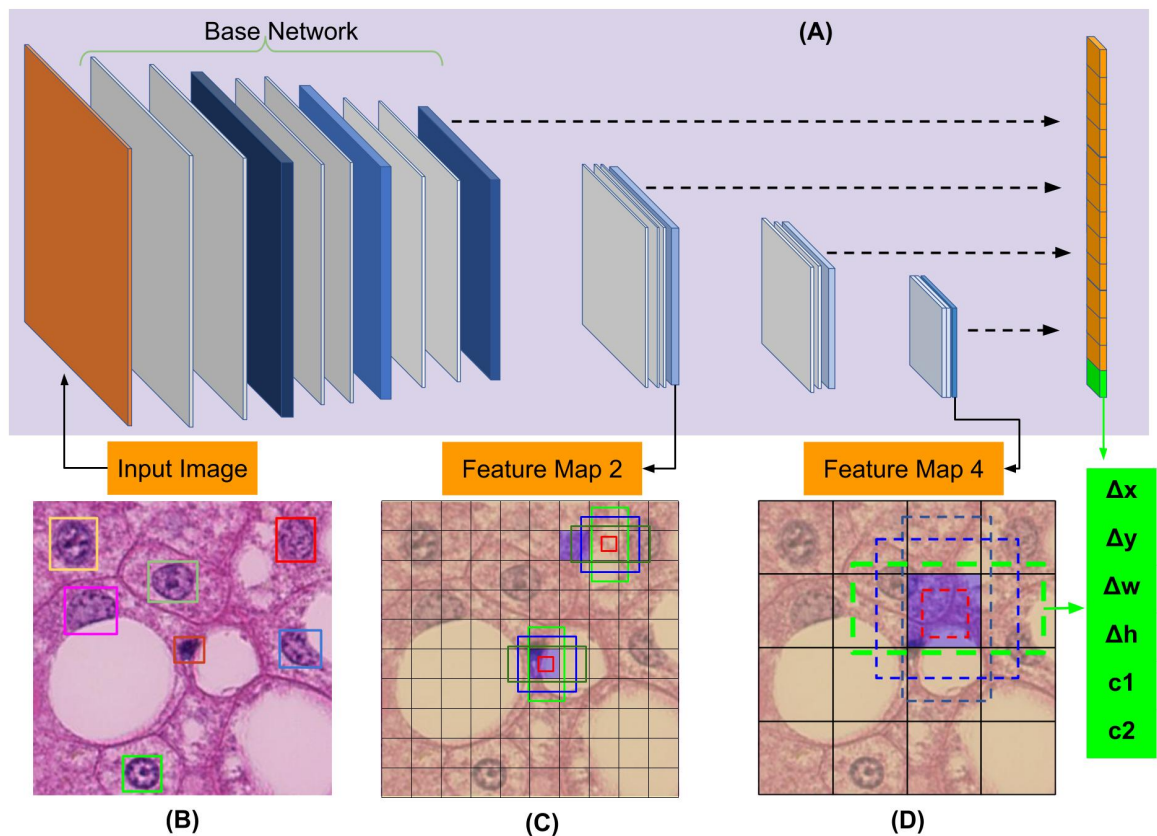 Base Network
(A)
Input Image
Feature Map 2
Feature Map 4
Δx
Δy
Δw
Δh
c1
c2
(B)
(C)
(D)